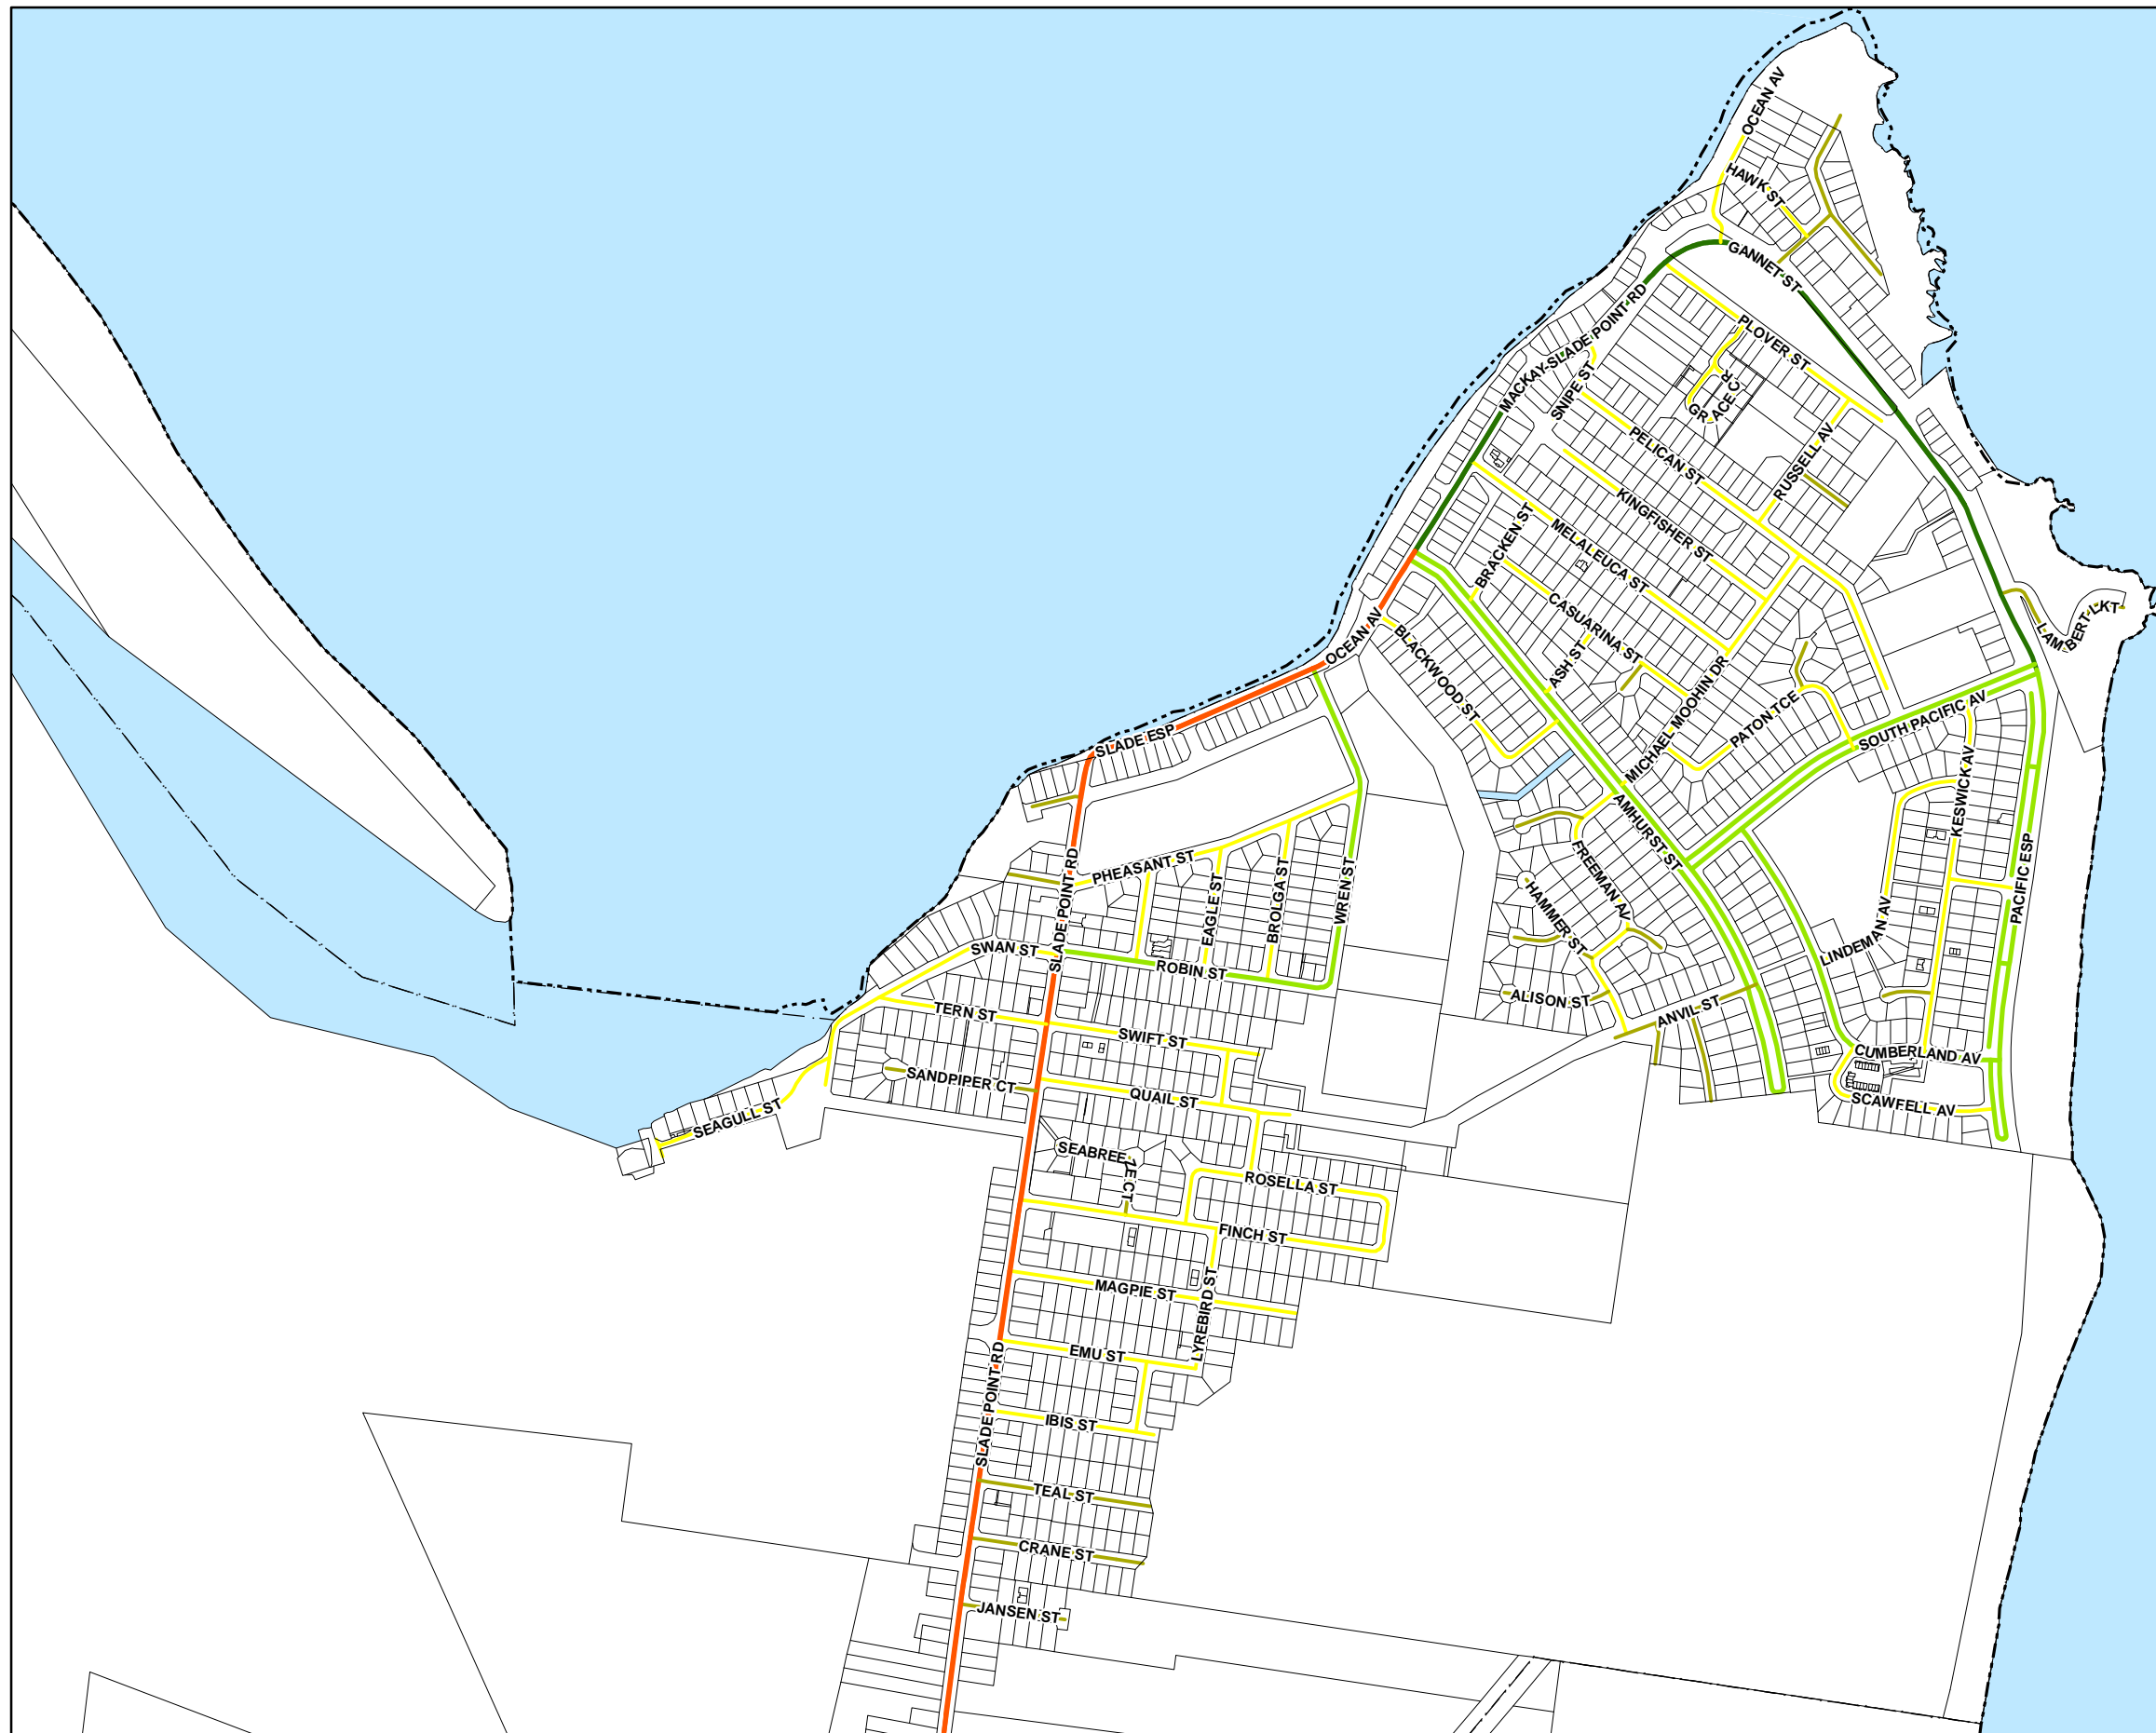 OCEAN AV
HAWK ST
GANNET ST
MACKAY-SLADE POINT RD
PLOVER ST
SNIPE ST
GRACE CR
PELICAN ST
RUSSELL AV
KINGFISHER ST
BRACKEN ST
MELALEUCA ST
CASUARINA ST
LAMBERT LKT
OCEAN AV
BLACKWOOD ST
ASH ST
MICHAEL MOOHIN DR
PATON TCE
SOUTH PACIFIC AV
SLADE ESP
KESWICK AV
AMHURST ST
PHEASANT ST
FREEMAN AV
PACIFIC ESP
SLADE POINT RD
EAGLE ST
BROLGA ST
WREN ST
HAMMER ST
LINDEMAN AV
SWAN ST
ROBIN ST
ALISON ST
ANVIL ST
TERN ST
SWIFT ST
CUMBERLAND AV
SANDPIPER CT
QUAIL ST
SCAWFELL AV
SEAGULL ST
SEABREEZE CT
ROSELLA ST
FINCH ST
MAGPIE ST
LYREBIRD ST
EMU ST
SLADE POINT RD
IBIS ST
TEAL ST
CRANE ST
JANSEN ST